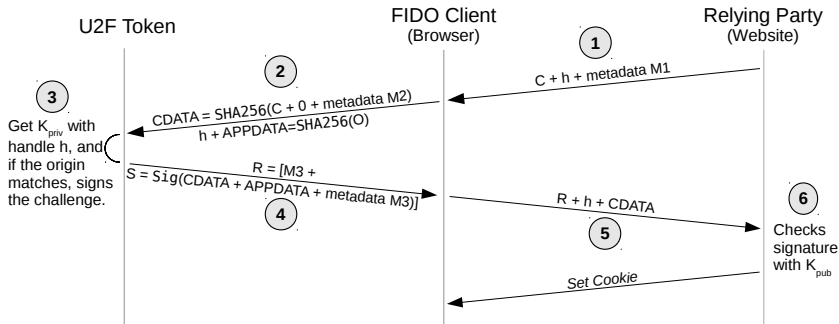 U2F Token
FIDO Client
(Browser)
Relying Party
(Website)
1
C + h + metadata M1
2
CDATA = SHA256(C + 0 + metadata M2)
h + APPDATA=SHA256(O)
3
Get Kpriv with
handle h, and
if the origin
matches, signs
the challenge.
R = [M3 +
S = Sig(CDATA + APPDATA + metadata M3)]
4
R + h + CDATA
5
6
Checks
signature
with Kpub
Set Cookie